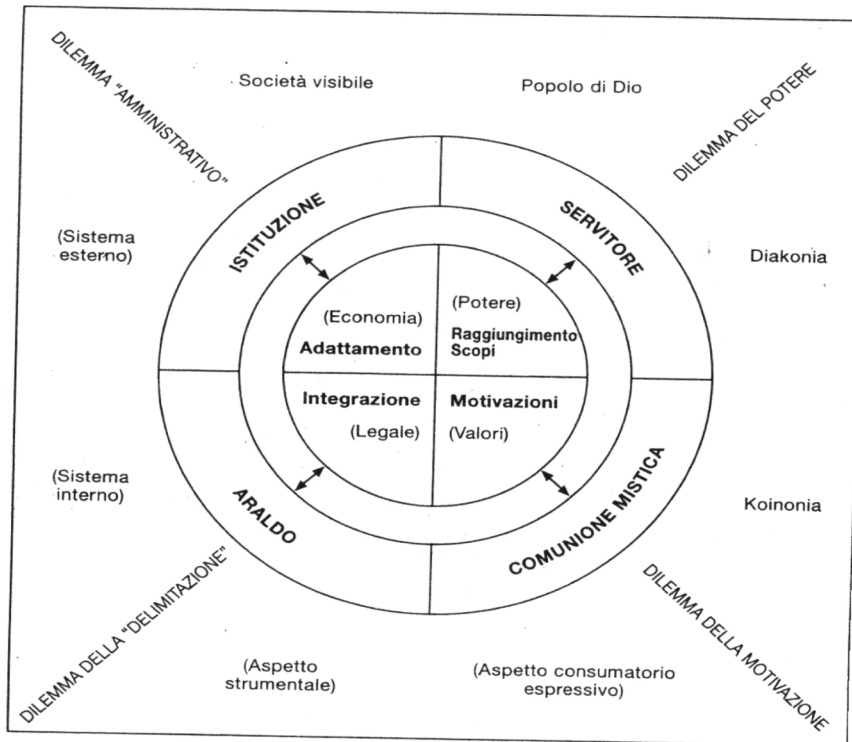 DILEMMA "AMMINISTRATIVO"
Società visibile
Popolo di Dio
DILEMMA DEL POTERE
ISTITUZIONE
SERVITORE
(Sistema
esterno)
Diakonia
(Economia)
Adattamento
(Potere)
Raggiungimento
Scopi
Integrazione
(Legale)
Motivazioni
(Valori)
(Sistema
interno)
Koinonia
ARALDO
COMUNIONE MISTICA
DILEMMA DELLA "DELIMITAZIONE"
(Aspetto
strumentale)
(Aspetto consumatorio
espressivo)
DILEMMA DELLA MOTIVAZIONE